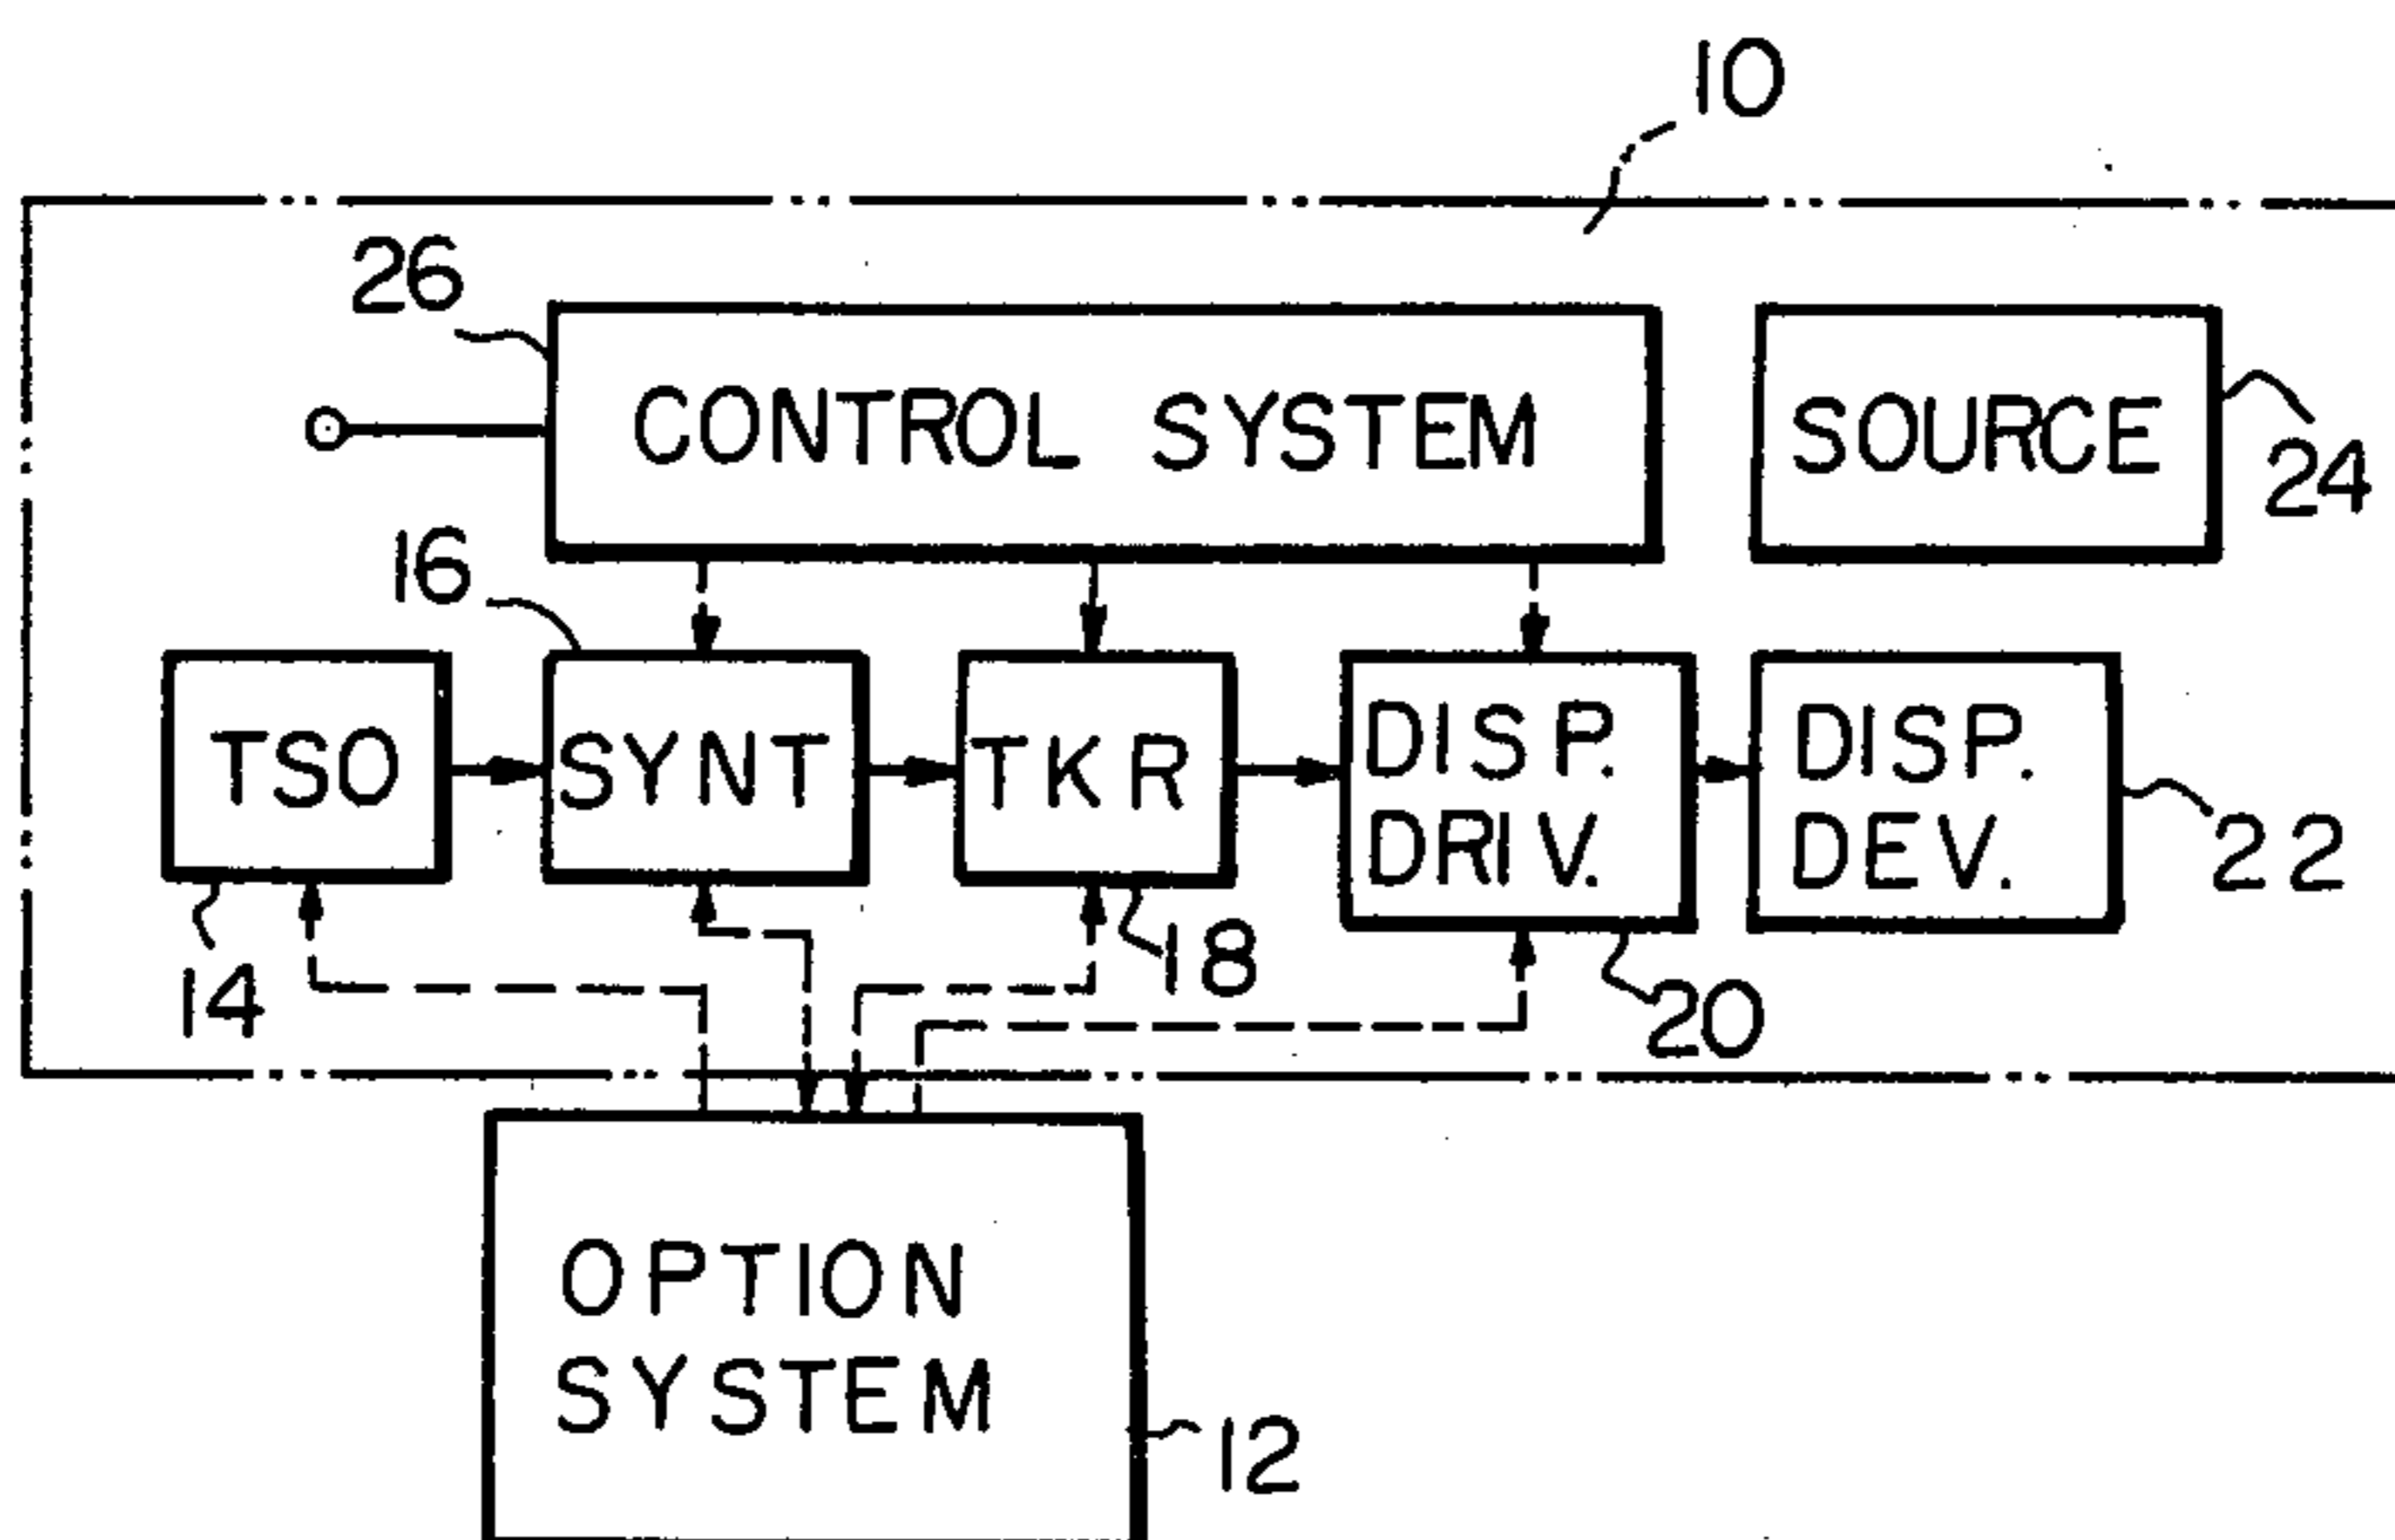 10
26
CONTROL SYSTEM
SOURCE
24
16
TSO
SYNT
TKR
DISP.
DRIV.
DISP.
DEV.
22
14
18
20
OPTION
SYSTEM
12